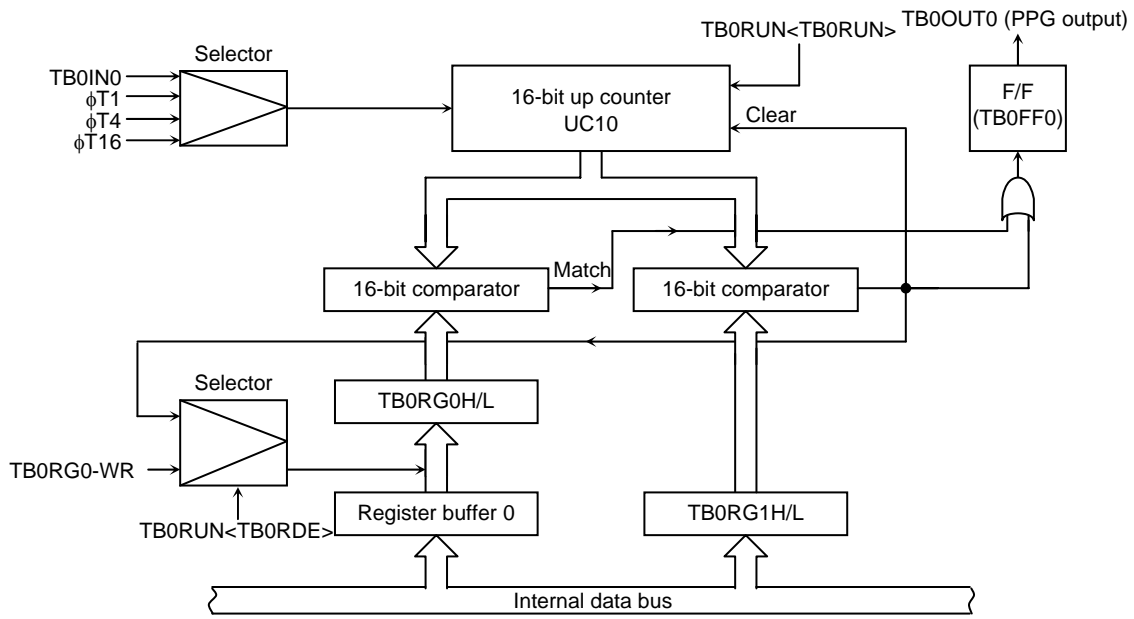 TB0OUT0 (PPG output)
TB0RUN<TB0RUN>
Selector
TB0IN0
ϕT1
ϕT4
ϕT16
16-bit up counter
UC10
Clear
F/F
(TB0FF0)
Match
16-bit comparator
16-bit comparator
Selector
TB0RG0H/L
TB0RG0-WR
Register buffer 0
TB0RG1H/L
TB0RUN<TB0RDE>
Internal data bus